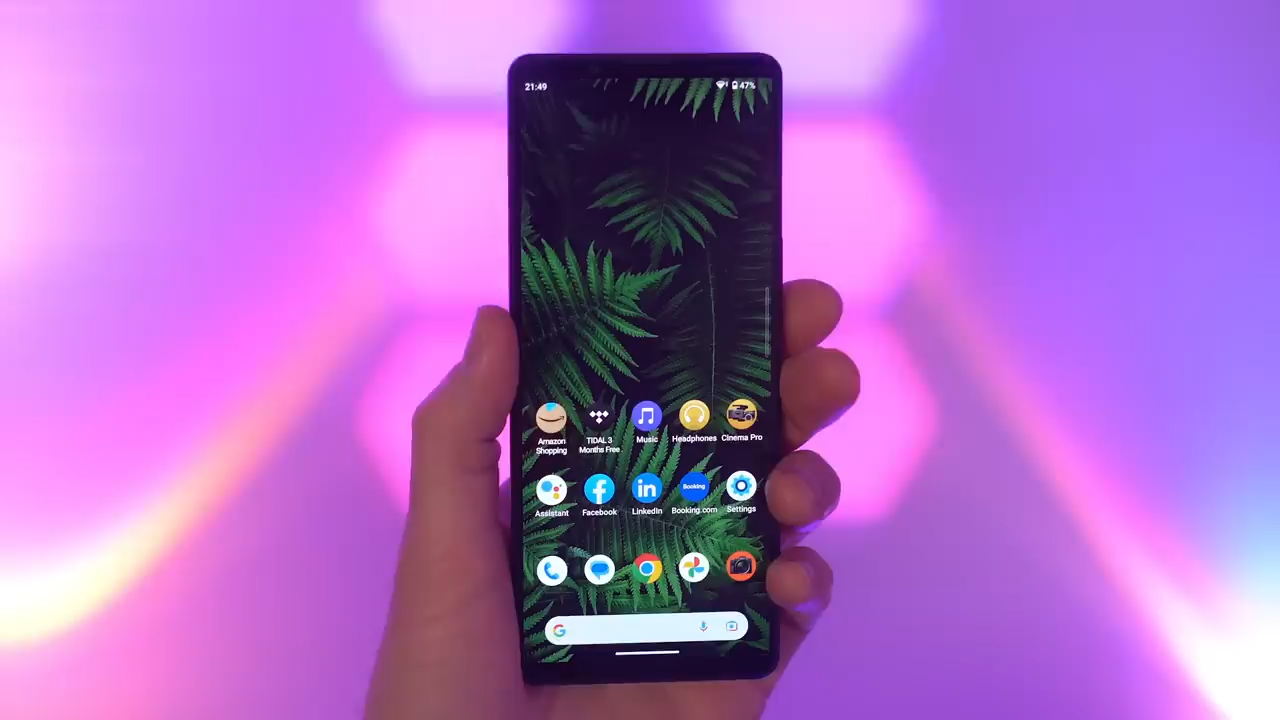 21:49
47%
Amazon Shopping
TIDAL 3 Months Free
Music
Headphones
Cinema Pro
Assistant
Facebook
LinkedIn
Booking
Booking.com
Settings